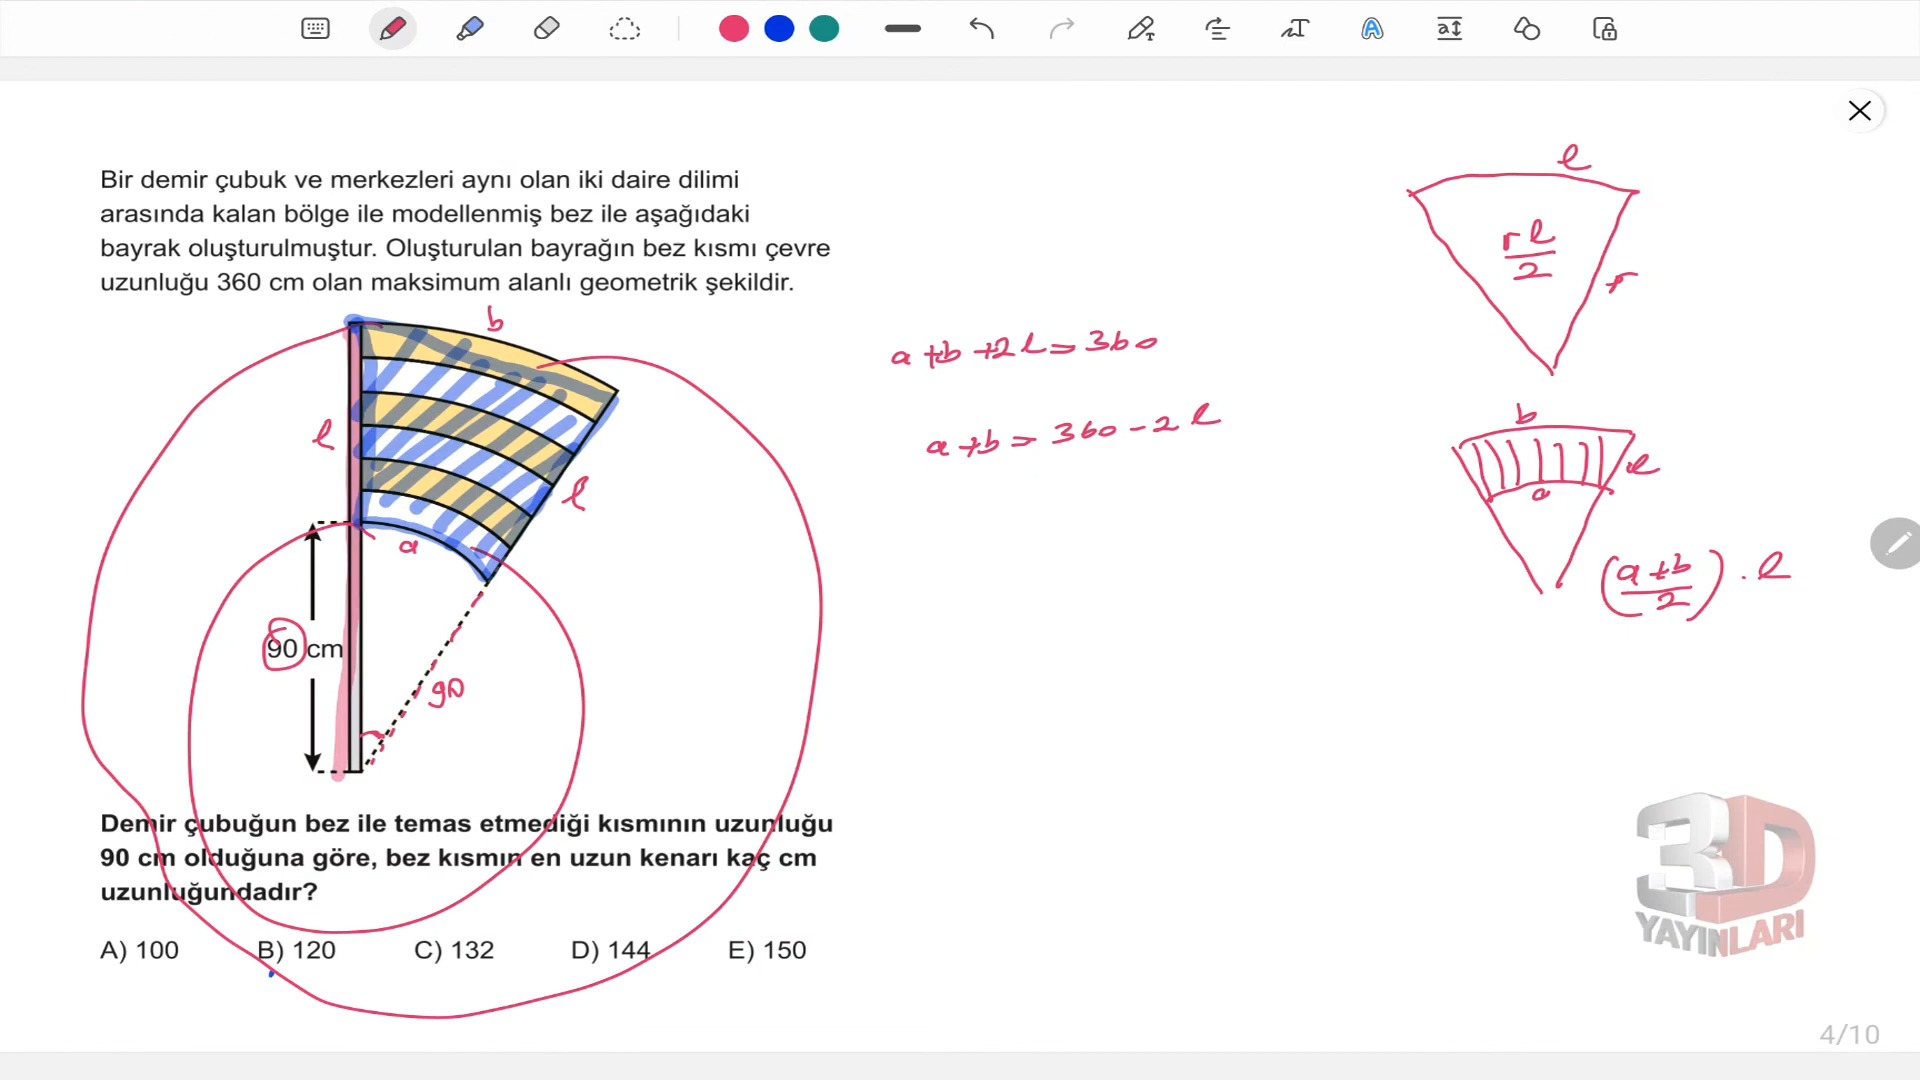 Bir demir çubuk ve merkezleri aynı olan iki daire dilimi
arasında kalan bölge ile modellenmiş bez ile aşağıdaki
bayrak oluşturulmuştur. Oluşturulan bayrağın bez kısmı çevre
uzunluğu 360 cm olan maksimum alanlı geometrik şekildir.
b
l
l
a
90 cm
90
Demir çubuğun bez ile temas etmediği kısmının uzunluğu
90 cm olduğuna göre, bez kısmın en uzun kenarı kaç cm
uzunluğundadır?
A) 100 B) 120 C) 132 D) 144 E) 150
a+b+2l=360
a+b=360-2l
l
rl/2
r
b
l
a
(a+b/2).l
3D
YAYINLARI
4/10